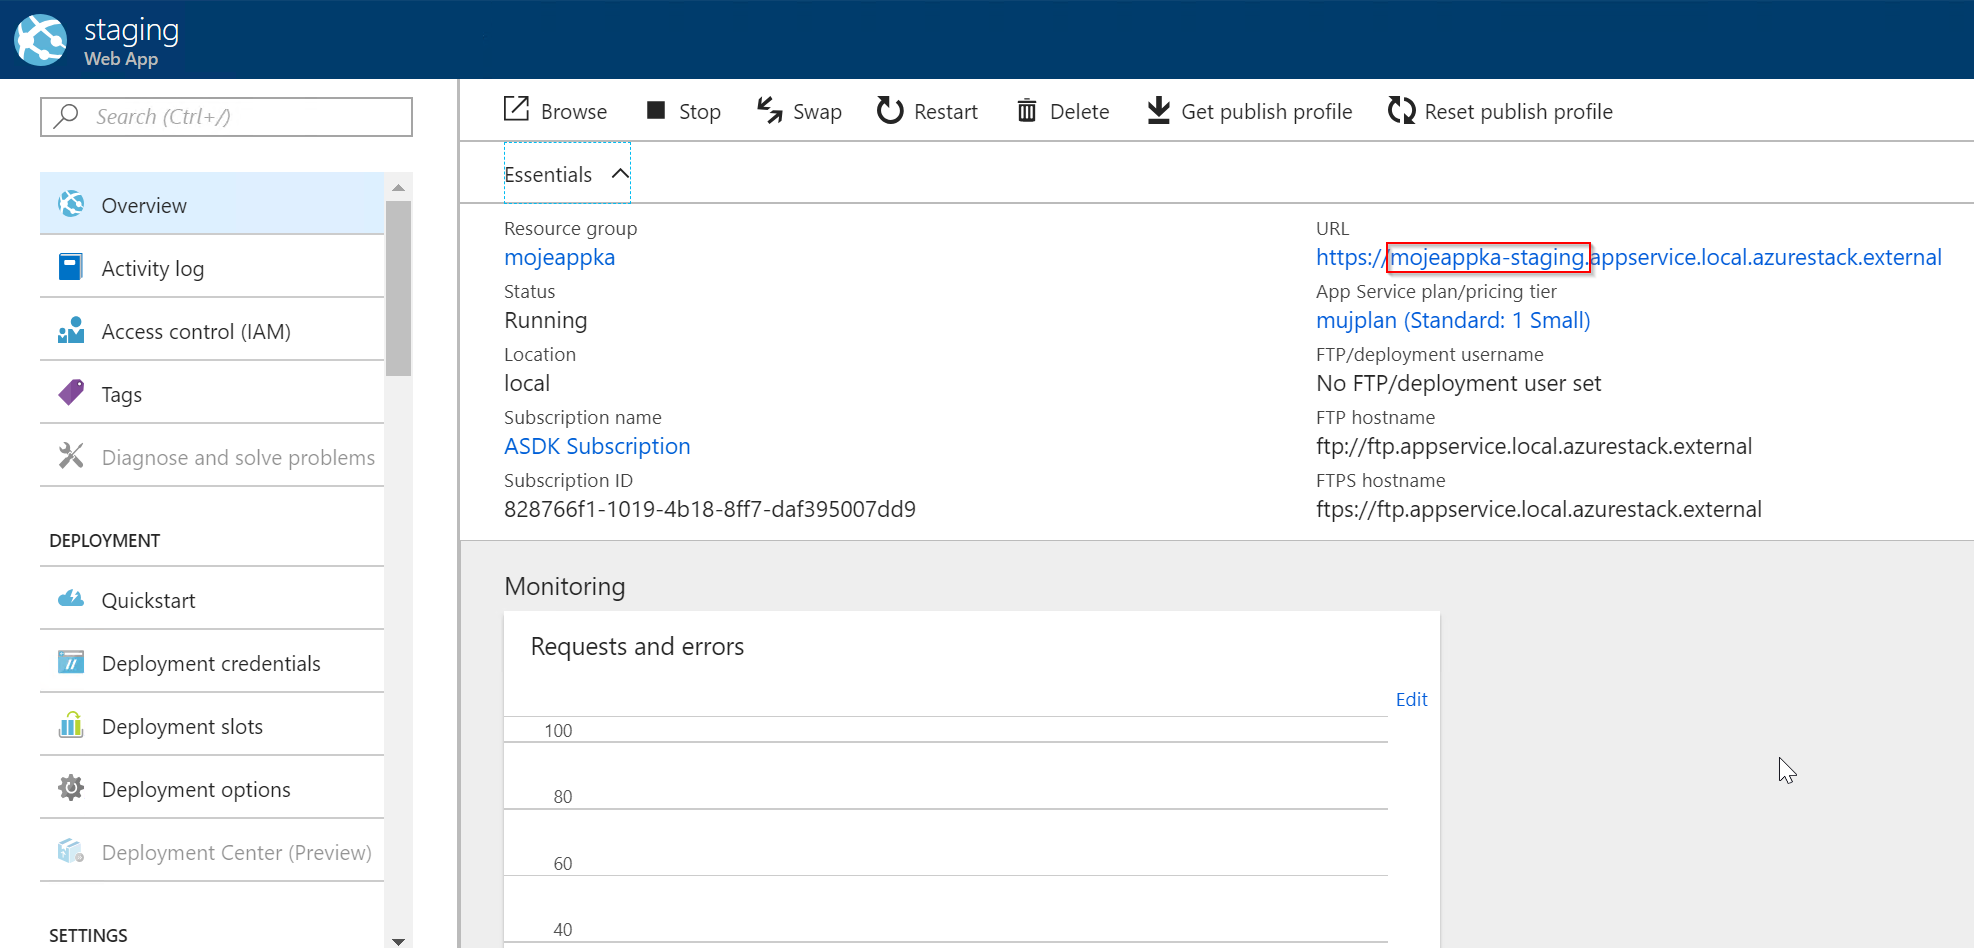 staging
Web App
Search (Ctrl+/)
Overview
Activity log
Access control (IAM)
Tags
Diagnose and solve problems
DEPLOYMENT
Quickstart
Deployment credentials
Deployment slots
Deployment options
Deployment Center (Preview)
SETTINGS
Browse Stop Swap Restart Delete Get publish profile Reset publish profile
Essentials
Resource group
mojeappka
Status
Running
Location
local
Subscription name
ASDK Subscription
Subscription ID
828766f1-1019-4b18-8ff7-daf395007dd9
URL
https://mojeappka-staging.appservice.local.azurestack.external
App Service plan/pricing tier
mujplan (Standard: 1 Small)
FTP/deployment username
No FTP/deployment user set
FTP hostname
ftp://ftp.appservice.local.azurestack.external
FTPS hostname
ftps://ftp.appservice.local.azurestack.external
Monitoring
Requests and errors
Edit
100
80
60
40